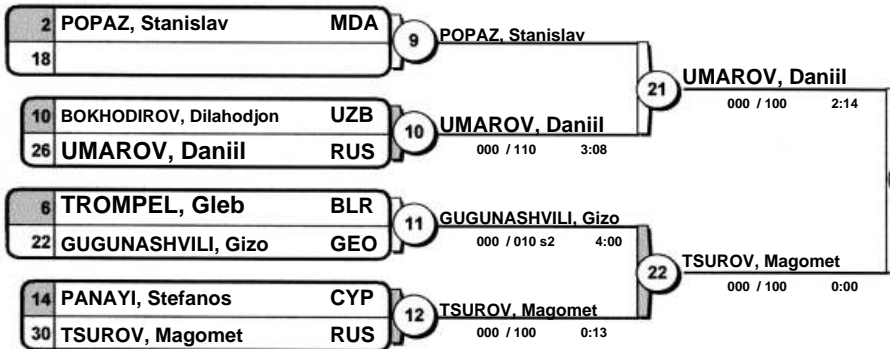 2 POPAZ, Stanislav MDA
18
9
POPAZ, Stanislav
10 BOKHODIROV, Dilahodjon UZB
26 UMAROV, Daniil RUS
10
UMAROV, Daniil
000 / 110 3:08
21
UMAROV, Daniil
000 / 100 2:14
6 TROMPEL, Gleb BLR
22 GUGUNASHVILI, Gizo GEO
11
GUGUNASHVILI, Gizo
000 / 010 s2 4:00
14 PANAYI, Stefanos CYP
30 TSUROV, Magomet RUS
12
TSUROV, Magomet
000 / 100 0:13
22
TSUROV, Magomet
000 / 100 0:00